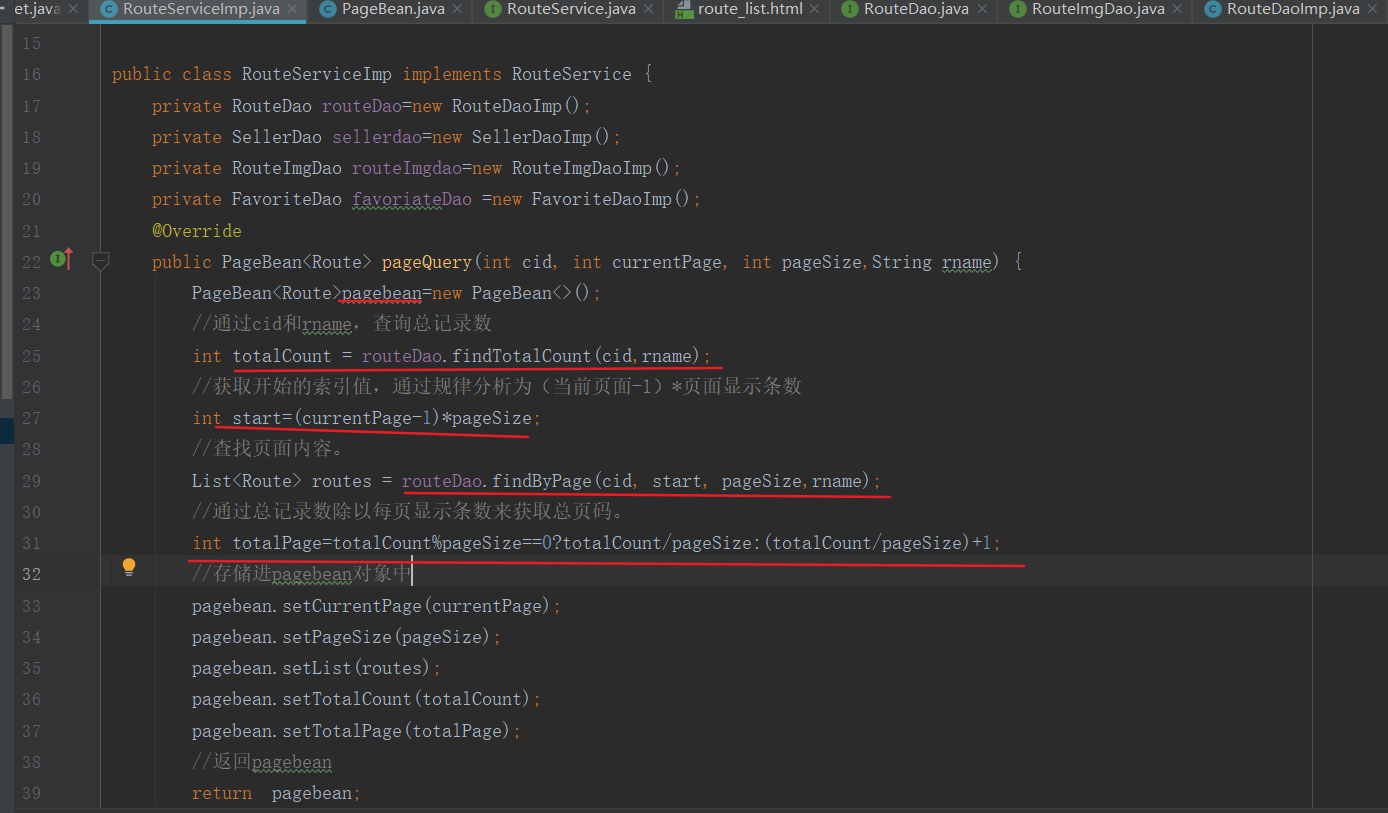 et.java RouteServiceImp.java PageBean.java RouteService.java route_list.html RouteDao.java RouteImgDao.java RouteDaoImp.java
15
16 public class RouteServiceImp implements RouteService {
17 private RouteDao routeDao=new RouteDaoImp();
18 private SellerDao sellerdao=new SellerDaoImp();
19 private RouteImgDao routeImgdao=new RouteImgDaoImp();
20 private FavoriteDao favoriateDao =new FavoriteDaoImp();
21 @Override
22 public PageBean<Route> pageQuery(int cid, int currentPage, int pageSize,String rname) {
23 PageBean<Route>pagebean=new PageBean<>();
24 //通过cid和rname，查询总记录数
25 int totalCount = routeDao.findTotalCount(cid,rname);
26 //获取开始的索引值，通过规律分析为（当前页面-1）*页面显示条数
27 int start=(currentPage-1)*pageSize;
28 //查找页面内容。
29 List<Route> routes = routeDao.findByPage(cid, start, pageSize,rname);
30 //通过总记录数除以每页显示条数来获取总页码。
31 int totalPage=totalCount%pageSize==0?totalCount/pageSize:(totalCount/pageSize)+1;
32 //存储进pagebean对象中
33 pagebean.setCurrentPage(currentPage);
34 pagebean.setPageSize(pageSize);
35 pagebean.setList(routes);
36 pagebean.setTotalCount(totalCount);
37 pagebean.setTotalPage(totalPage);
38 //返回pagebean
39 return  pagebean;